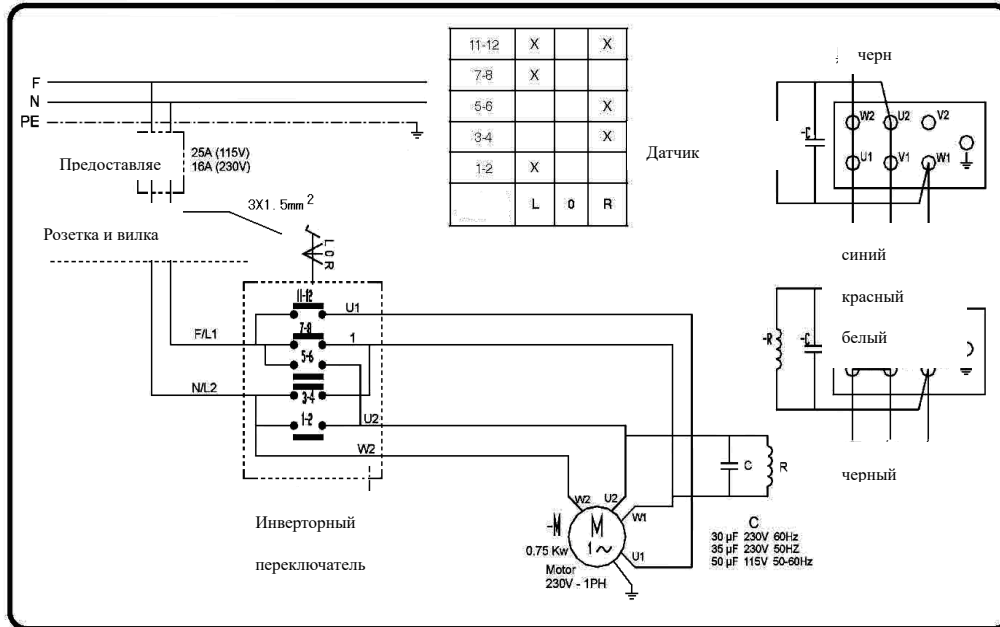 F
N
PE
Предоставляе
25A (115V)
16A (230V)
3X1.5mm²
Розетка и вилка
11-12 X X
7-8 X
5-6 X
3-4 X
1-2 X
L 0 R
Датчик
черн
-C
W2 U2 V2
U1 V1 W1
синий
красный
белый
-R
-C
черный
L 0 R
11-12
U1
7-8
F/L1
1
5-6
N/L2
3-4
1-2
U2
W2
Инверторный
переключатель
W2
U2
W1
U1
-M
M
1~
0.75 Kw
Motor
230V - 1PH
C
R
C
30 µF 230V 60Hz
35 µF 230V 50HZ
50 µF 115V 50-60Hz